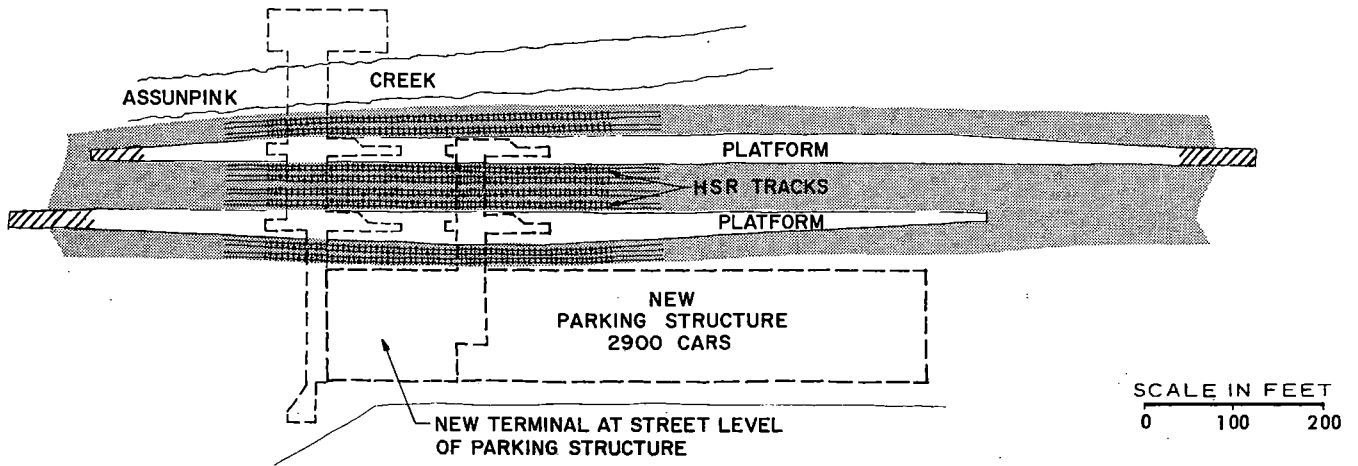 CREEK
ASSUNPINK
PLATFORM
HSR TRACKS
PLATFORM
NEW
PARKING STRUCTURE
2900 CARS
NEW TERMINAL AT STREET LEVEL
OF PARKING STRUCTURE
SCALE IN FEET
0 100 200